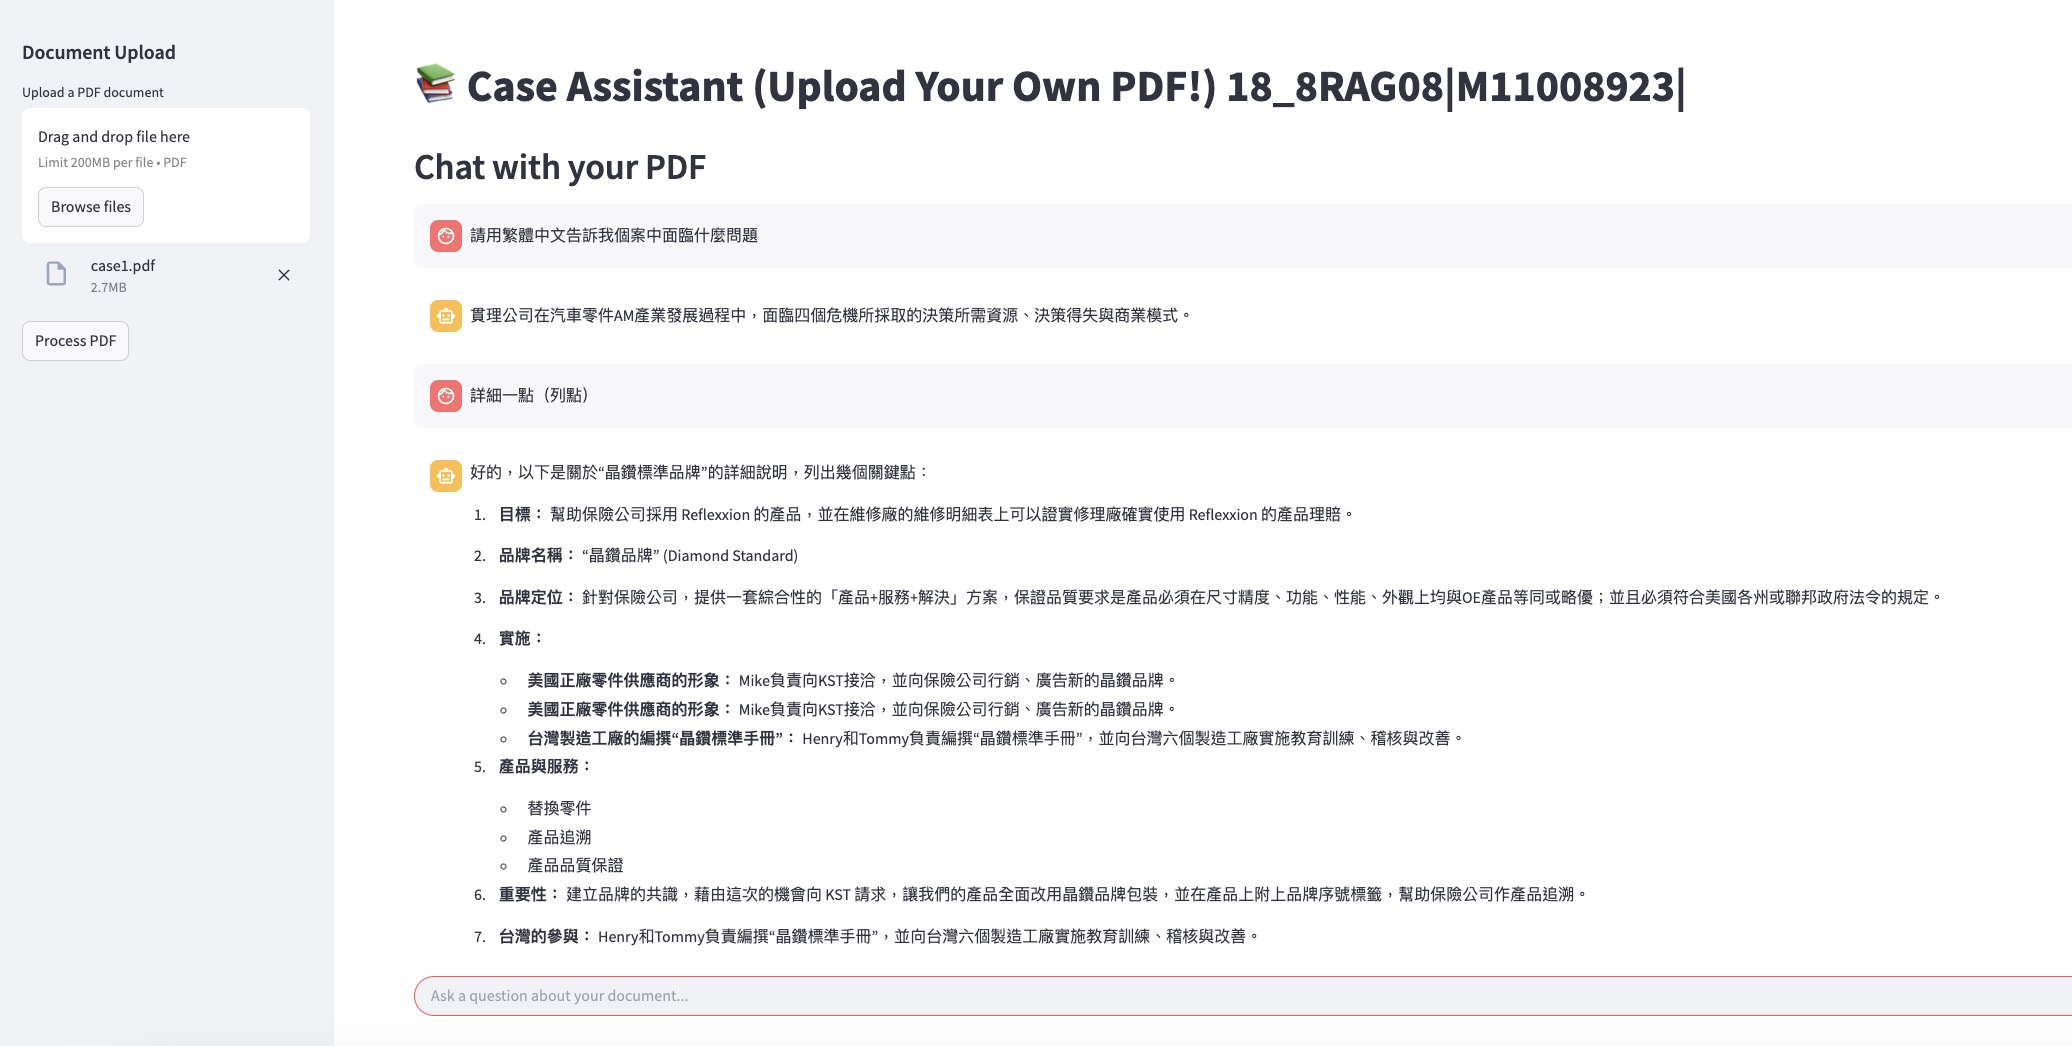 Document Upload
Upload a PDF document
Drag and drop file here
Limit 200MB per file • PDF
Browse files
case1.pdf
2.7MB
Process PDF
📚 Case Assistant (Upload Your Own PDF!) 18_8RAG08|M11008923|
Chat with your PDF
請用繁體中文告訴我個案中面臨什麼問題
貫理公司在汽車零件AM產業發展過程中，面臨四個危機所採取的決策所需資源、決策得失與商業模式。
詳細一點（列點）
好的，以下是關於“晶鑽標準品牌”的詳細說明，列出幾個關鍵點：
1. 目標： 幫助保險公司採用 Reflexxion 的產品，並在維修廠的維修明細表上可以證實修理廠確實使用 Reflexxion 的產品理賠。
2. 品牌名稱： “晶鑽品牌” (Diamond Standard)
3. 品牌定位： 針對保險公司，提供一套綜合性的「產品+服務+解決」方案，保證品質要求是產品必須在尺寸精度、功能、性能、外觀上均與OE產品等同或略優；並且必須符合美國各州或聯邦政府法令的規定。
4. 實施：
美國正廠零件供應商的形象： Mike負責向KST接洽，並向保險公司行銷、廣告新的晶鑽品牌。
美國正廠零件供應商的形象： Mike負責向KST接洽，並向保險公司行銷、廣告新的晶鑽品牌。
台灣製造工廠的編撰“晶鑽標準手冊”： Henry和Tommy負責編撰“晶鑽標準手冊”，並向台灣六個製造工廠實施教育訓練、稽核與改善。
5. 產品與服務：
替換零件
產品追溯
產品品質保證
6. 重要性： 建立品牌的共識，藉由這次的機會向 KST 請求，讓我們的產品全面改用晶鑽品牌包裝，並在產品上附上品牌序號標籤，幫助保險公司作產品追溯。
7. 台灣的參與： Henry和Tommy負責編撰“晶鑽標準手冊”，並向台灣六個製造工廠實施教育訓練、稽核與改善。
Ask a question about your document...